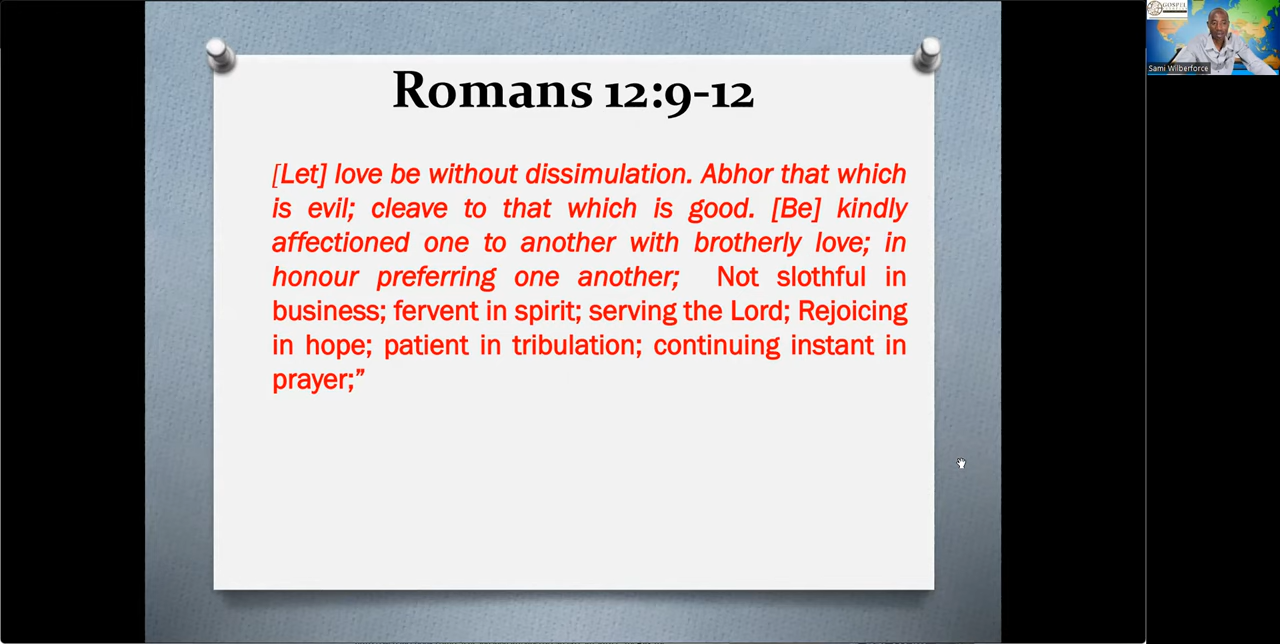 Romans 12:9-12
[Let] love be without dissimulation. Abhor that which
is evil; cleave to that which is good. [Be] kindly
affectioned one to another with brotherly love; in
honour preferring one another; Not slothful in
business; fervent in spirit; serving the Lord; Rejoicing
in hope; patient in tribulation; continuing instant in
prayer;”
GOSPEL
Sami Wilberforce